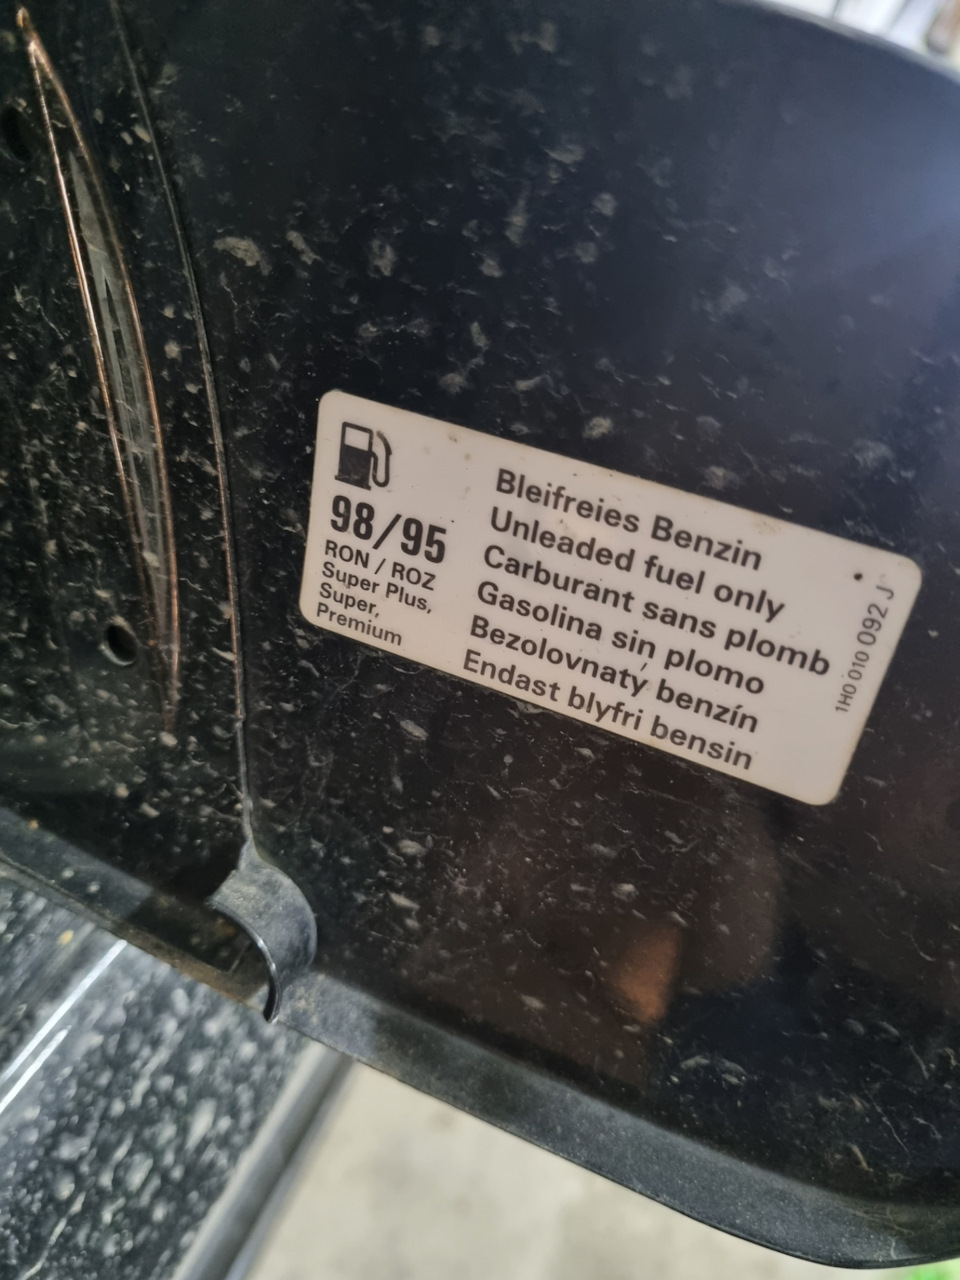 98/95
RON / ROZ
Super Plus,
Super,
Premium
Bleifreies Benzin
Unleaded fuel only
Carburant sans plomb
Gasolina sin plomo
Bezolovnatý benzín
Endast blyfri bensin
1H0 010 092 J